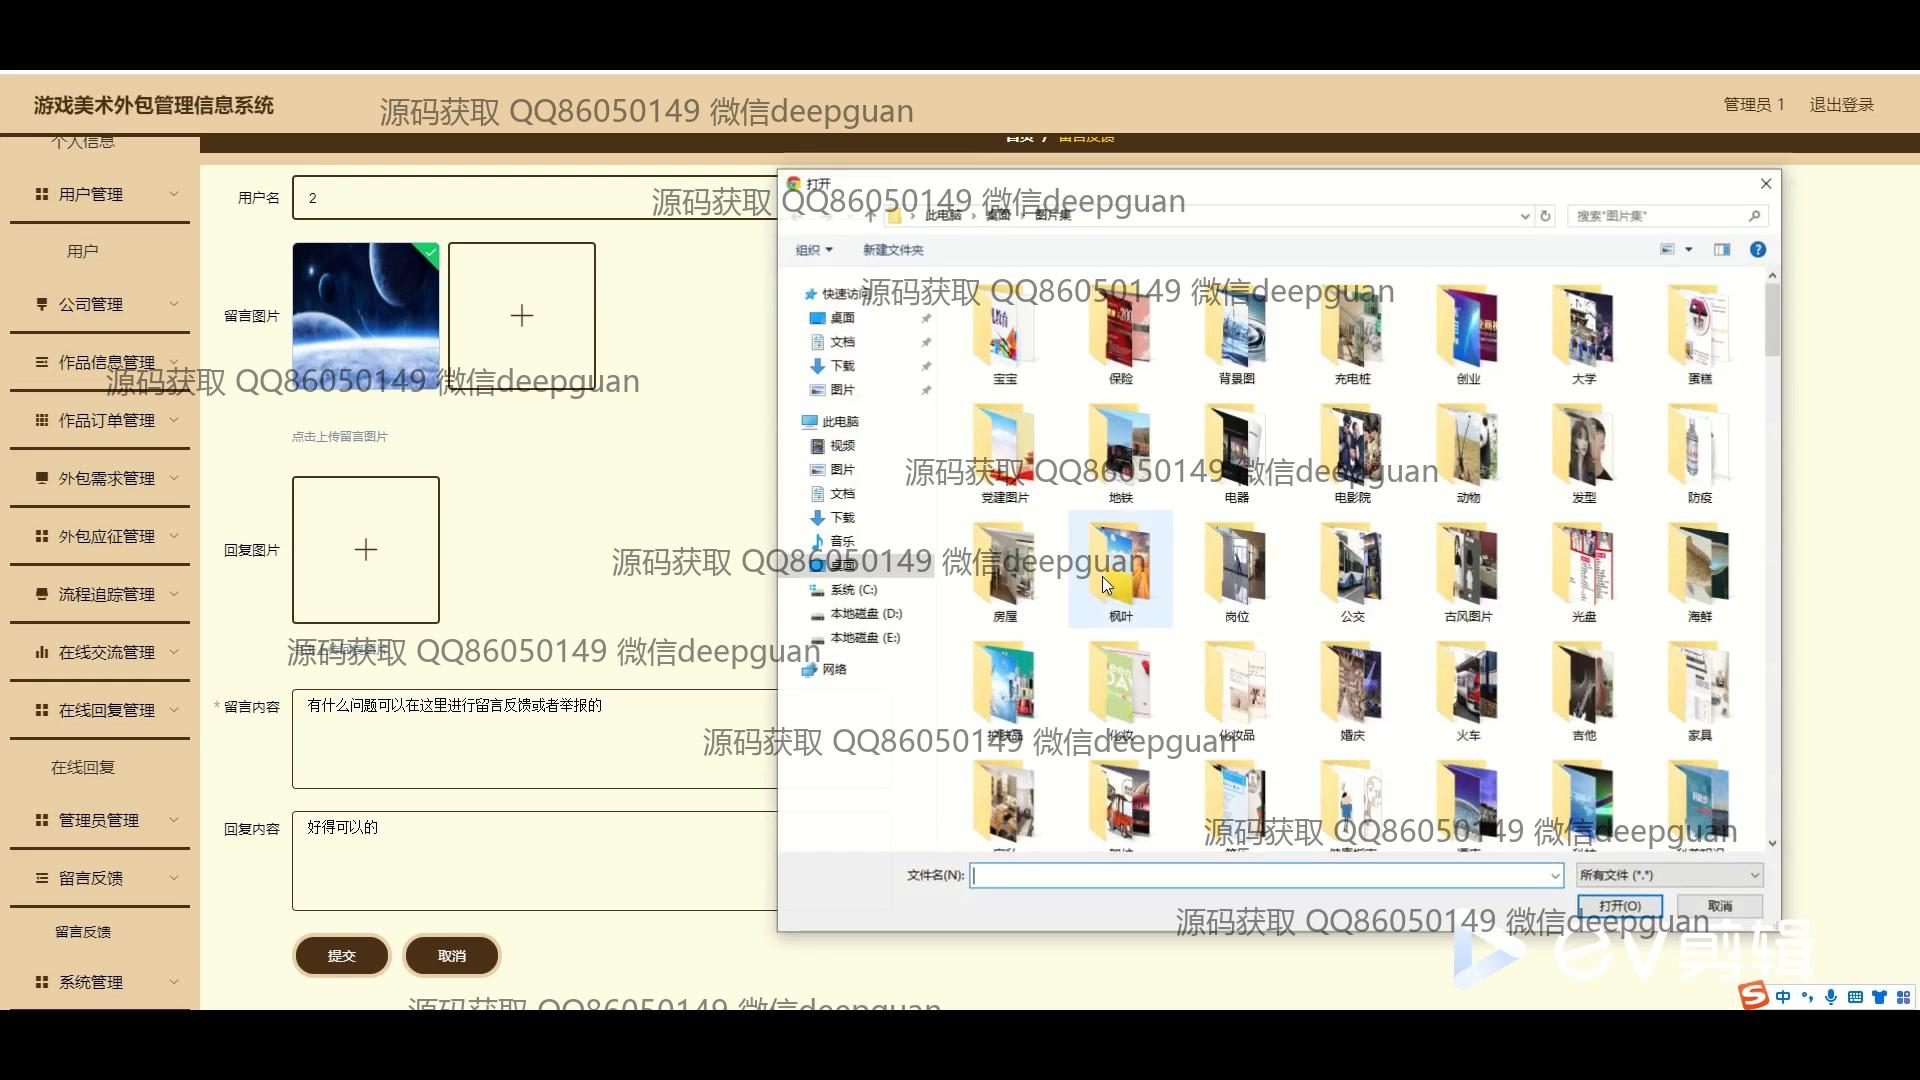 游戏美术外包管理信息系统
源码获取 QQ86050149 微信deepguan
管理员 1
退出登录
个人信息
首页 / 留言反馈
用户管理
用户
公司管理
作品信息管理
作品订单管理
外包需求管理
外包应征管理
流程追踪管理
在线交流管理
在线回复管理
在线回复
管理员管理
留言反馈
留言反馈
系统管理
用户名
2
留言图片
源码获取 QQ86050149 微信deepguan
点击上传留言图片
回复图片
源码获取 QQ86050149 微信deepguan
* 留言内容
有什么问题可以在这里进行留言反馈或者举报的
回复内容
好得可以的
提交
取消
源码获取 QQ86050149 微信deepguan
打开
源码获取 QQ86050149 微信deepguan
此电脑 › 桌面 › 图片集
搜索"图片集"
组织
新建文件夹
快速访问
源码获取 QQ86050149 微信deepguan
桌面
文档
下载
图片
此电脑
视频
图片
文档
下载
音乐
桌面
系统 (C:)
本地磁盘 (D:)
本地磁盘 (E:)
网络
宝宝
保险
背景图
充电桩
创业
大学
蛋糕
源码获取 QQ86050149 微信deepguan
党建图片
地铁
电器
电影院
动物
发型
防疫
源码获取 QQ86050149 微信deepguan
房屋
枫叶
岗位
公交
古风图片
光盘
海鲜
护肤品
化妆
化妆品
婚庆
火车
吉他
家具
源码获取 QQ86050149 微信deepguan
源码获取 QQ86050149 微信deepguan
文件名(N):
所有文件 (*.*)
打开(O)
取消
源码获取 QQ86050149 微信deepguan
ev剪辑
中